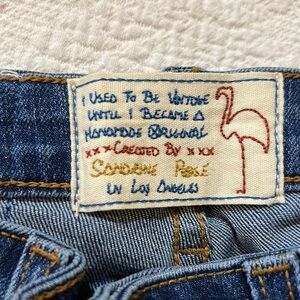 I Used To Be Vintage
Until I Became A
Handmade Original
xxx Created By xxx
Sandrine Rose
in Los Angeles